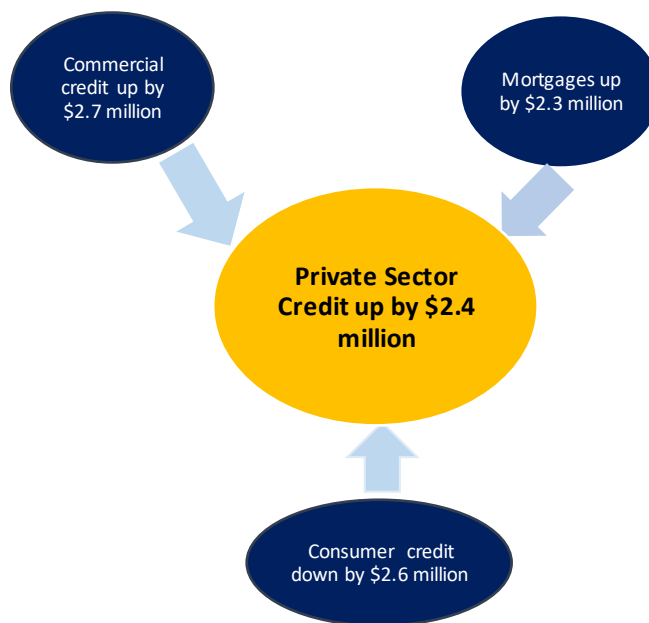 Commercial
credit up by
$2.7 million
Mortgages up
by $2.3 million
Private Sector
Credit up by $2.4
million
Consumer credit
down by $2.6 million